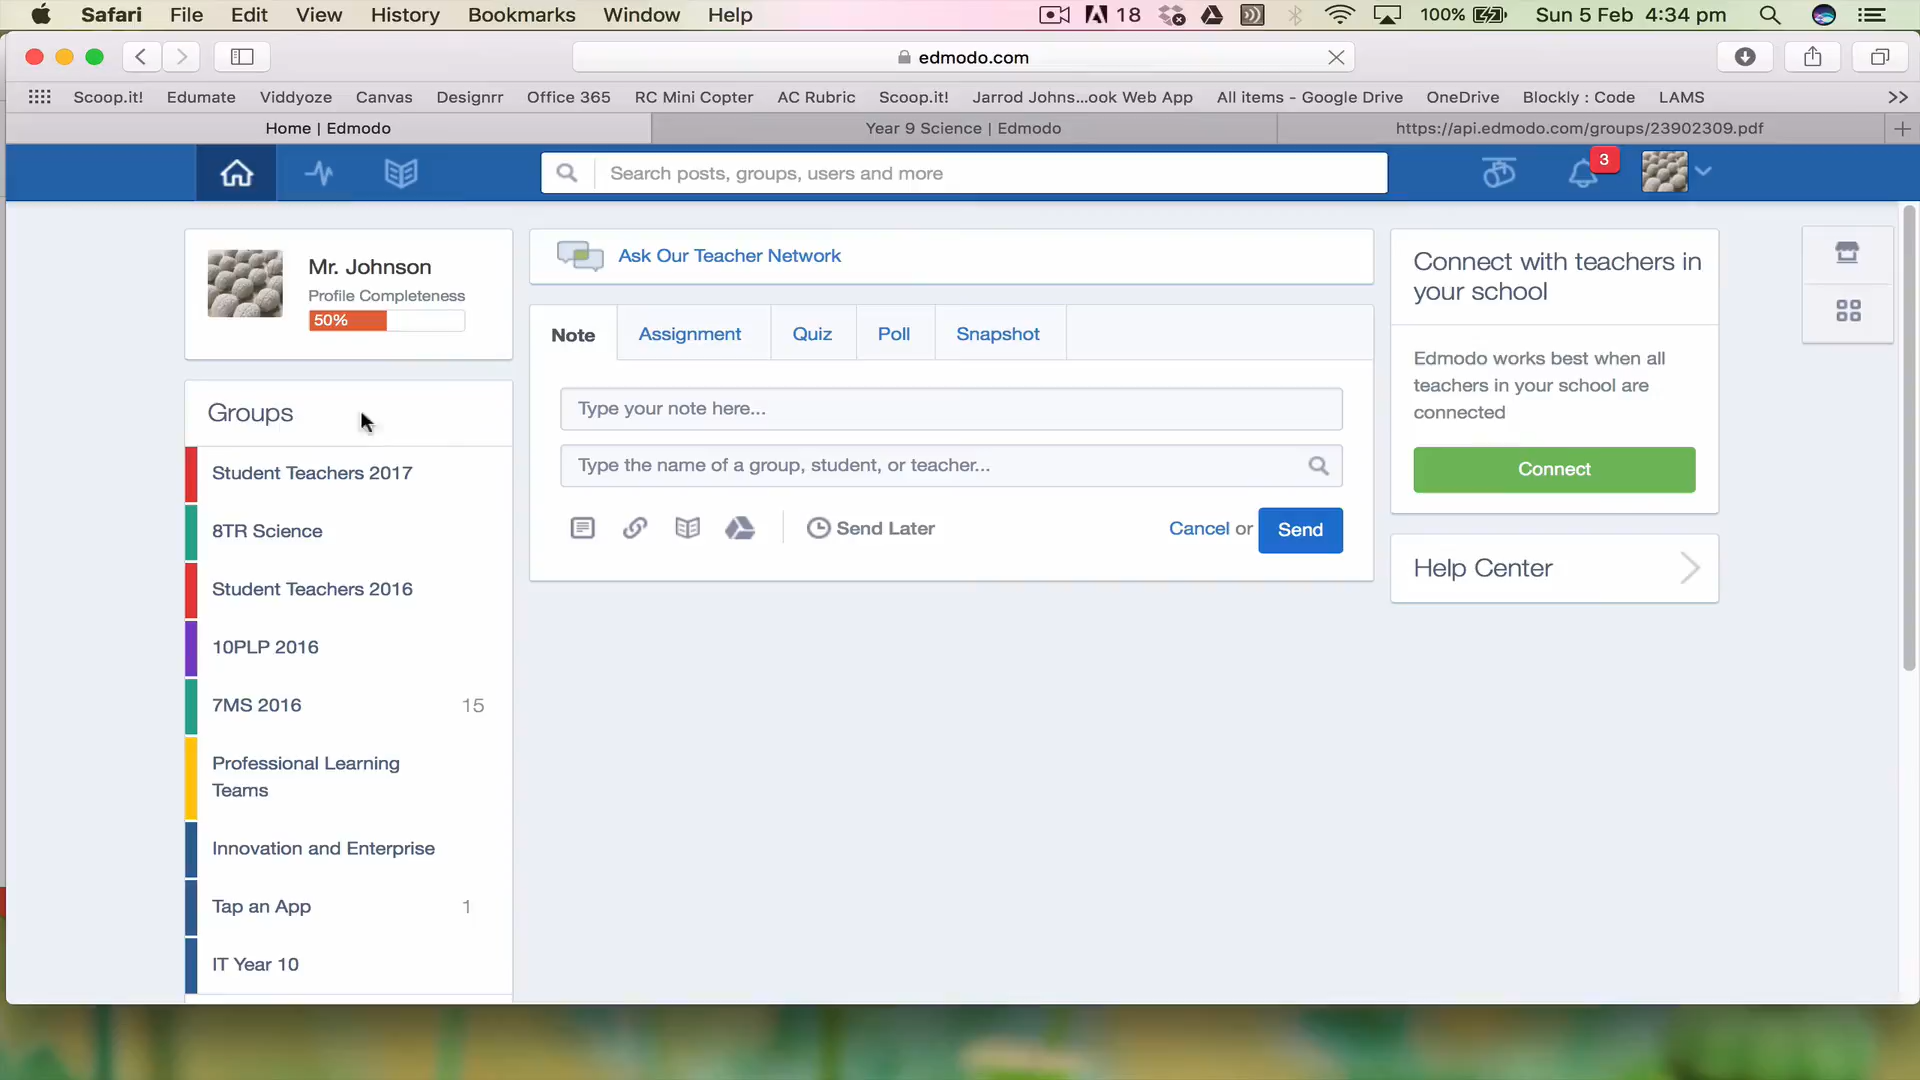 Safari File Edit View History Bookmarks Window Help 18 100% Sun 5 Feb 4:34 pm
edmodo.com
Scoop.it! Edumate Viddyoze Canvas Designrr Office 365 RC Mini Copter AC Rubric Scoop.it! Jarrod Johns...ook Web App All items - Google Drive OneDrive Blockly : Code LAMS >>
Home | Edmodo Year 9 Science | Edmodo https://api.edmodo.com/groups/23902309.pdf
Search posts, groups, users and more 3
Mr. Johnson
Profile Completeness
50%
Groups
Student Teachers 2017
8TR Science
Student Teachers 2016
10PLP 2016
7MS 2016 15
Professional Learning
Teams
Innovation and Enterprise
Tap an App 1
IT Year 10
Ask Our Teacher Network
Note Assignment Quiz Poll Snapshot
Type your note here...
Type the name of a group, student, or teacher...
Send Later Cancel or Send
Connect with teachers in
your school
Edmodo works best when all
teachers in your school are
connected
Connect
Help Center